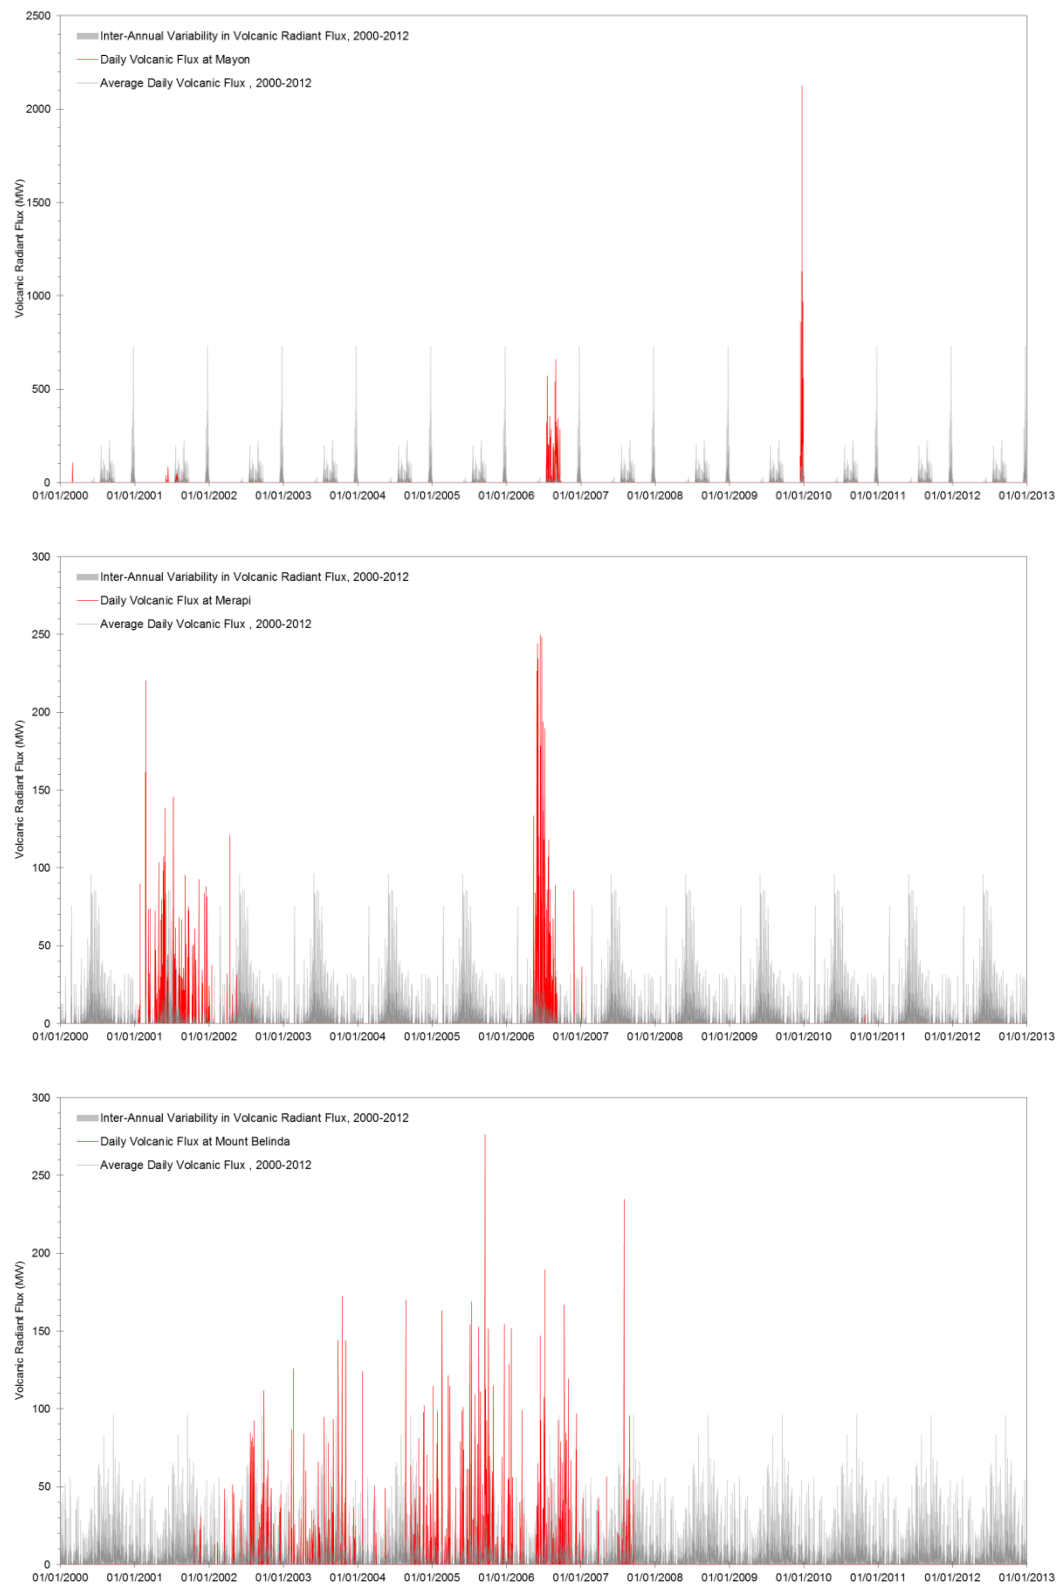 2500
Inter-Annual Variability in Volcanic Radiant Flux, 2000-2012
Daily Volcanic Flux at Mayon
Average Daily Volcanic Flux , 2000-2012
2000
1500
1000
500
0
Volcanic Radiant Flux (MW)
01/01/2000 01/01/2001 01/01/2002 01/01/2003 01/01/2004 01/01/2005 01/01/2006 01/01/2007 01/01/2008 01/01/2009 01/01/2010 01/01/2011 01/01/2012 01/01/2013
300
Inter-Annual Variability in Volcanic Radiant Flux, 2000-2012
Daily Volcanic Flux at Merapi
Average Daily Volcanic Flux , 2000-2012
250
200
150
100
50
0
Volcanic Radiant Flux (MW)
01/01/2000 01/01/2001 01/01/2002 01/01/2003 01/01/2004 01/01/2005 01/01/2006 01/01/2007 01/01/2008 01/01/2009 01/01/2010 01/01/2011 01/01/2012 01/01/2013
300
Inter-Annual Variability in Volcanic Radiant Flux, 2000-2012
Daily Volcanic Flux at Mount Belinda
Average Daily Volcanic Flux , 2000-2012
250
200
150
100
50
0
Volcanic Radiant Flux (MW)
01/01/2000 01/01/2001 01/01/2002 01/01/2003 01/01/2004 01/01/2005 01/01/2006 01/01/2007 01/01/2008 01/01/2009 01/01/2010 01/01/2011 01/01/2012 01/01/2013